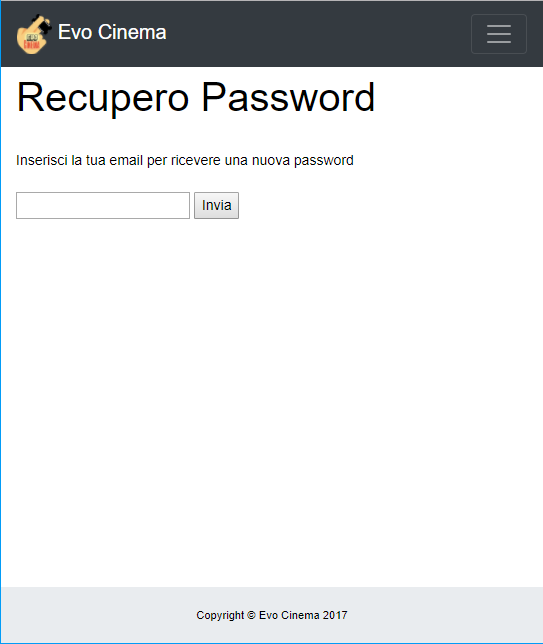 Evo Cinema
Recupero Password
Inserisci la tua email per ricevere una nuova password
Invia
Copyright © Evo Cinema 2017